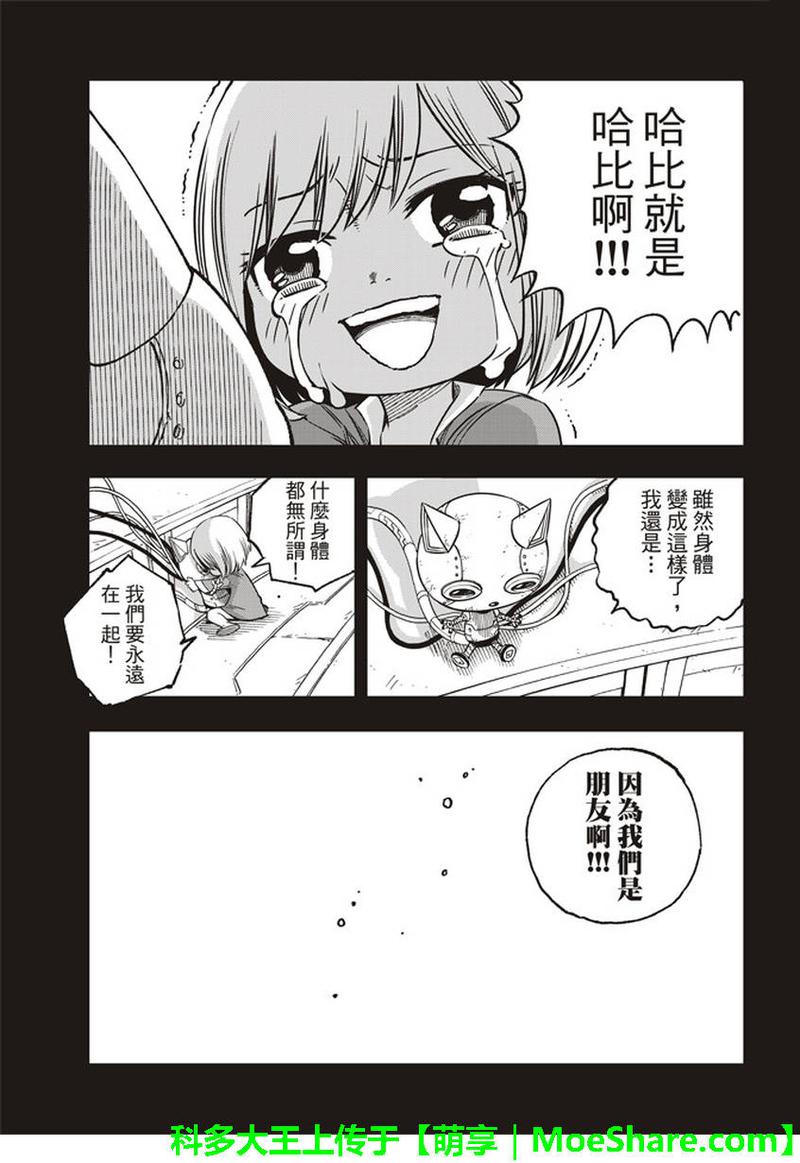 哈比就是
哈比啊!!!
雖然身體
變成這樣了，
我還是…
什麼身體
都無所謂！
我們要永遠
在一起！
因為我們是
朋友啊!!!
科多大王上传于【萌享｜MoeShare.com】